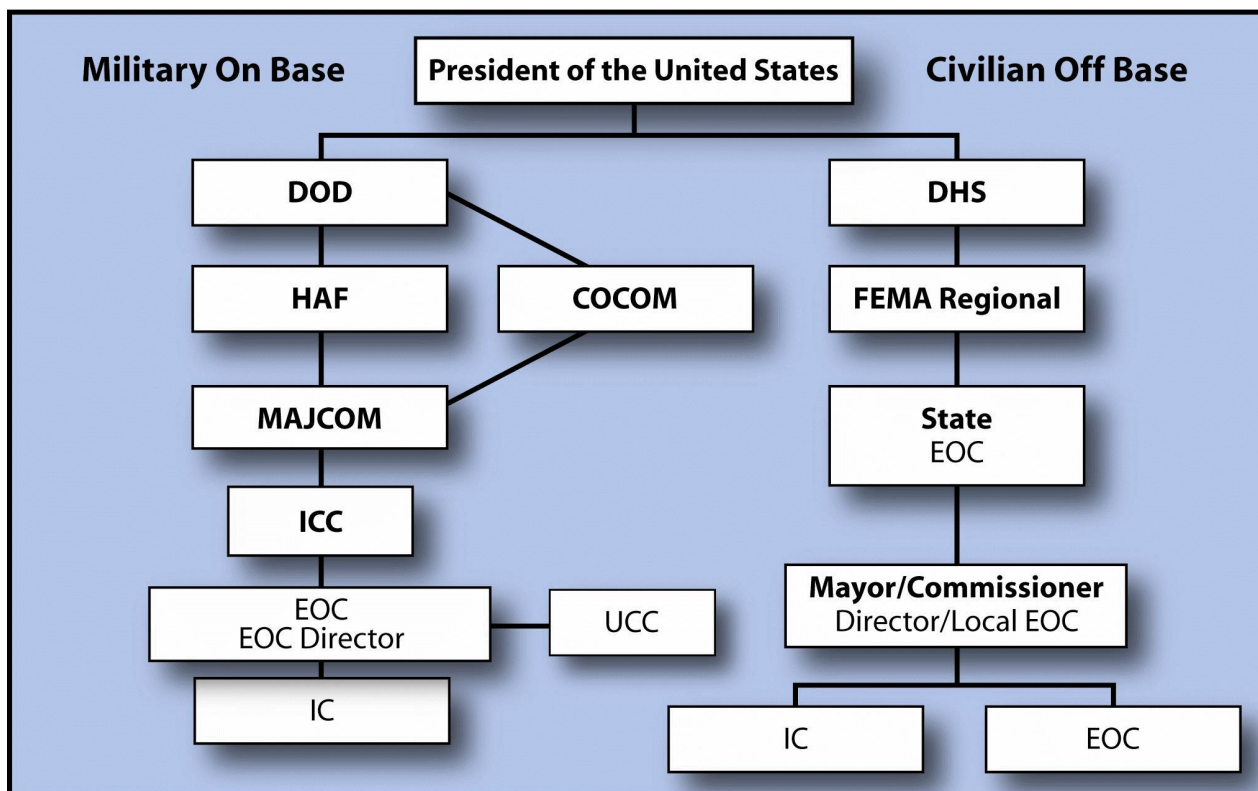 Military On Base
President of the United States
Civilian Off Base
DOD
DHS
HAF
COCOM
FEMA Regional
MAJCOM
State
EOC
ICC
EOC
EOC Director
UCC
Mayor/Commissioner
Director/Local EOC
IC
IC
EOC